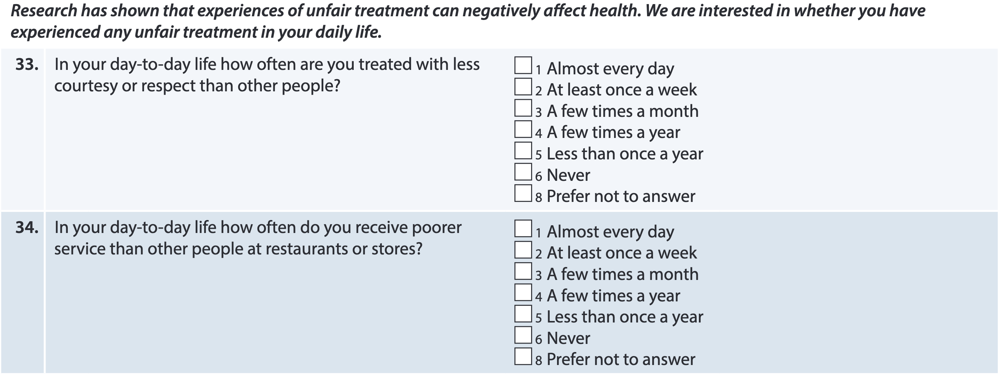 Research has shown that experiences of unfair treatment can negatively affect health. We are interested in whether you have
experienced any unfair treatment in your daily life.
33. In your day-to-day life how often are you treated with less
courtesy or respect than other people?
1 Almost every day
2 At least once a week
3 A few times a month
4 A few times a year
5 Less than once a year
6 Never
8 Prefer not to answer
34. In your day-to-day life how often do you receive poorer
service than other people at restaurants or stores?
1 Almost every day
2 At least once a week
3 A few times a month
4 A few times a year
5 Less than once a year
6 Never
8 Prefer not to answer